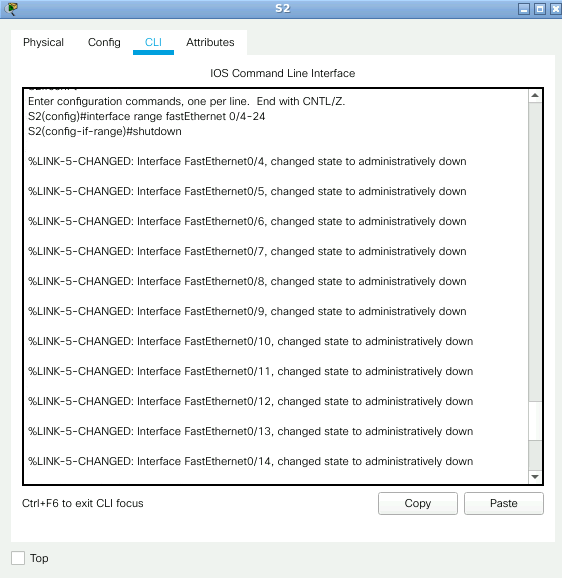 S2
Physical Config CLI Attributes
IOS Command Line Interface
Enter configuration commands, one per line. End with CNTL/Z.
S2(config)#interface range fastEthernet 0/4-24
S2(config-if-range)#shutdown
%LINK-5-CHANGED: Interface FastEthernet0/4, changed state to administratively down
%LINK-5-CHANGED: Interface FastEthernet0/5, changed state to administratively down
%LINK-5-CHANGED: Interface FastEthernet0/6, changed state to administratively down
%LINK-5-CHANGED: Interface FastEthernet0/7, changed state to administratively down
%LINK-5-CHANGED: Interface FastEthernet0/8, changed state to administratively down
%LINK-5-CHANGED: Interface FastEthernet0/9, changed state to administratively down
%LINK-5-CHANGED: Interface FastEthernet0/10, changed state to administratively down
%LINK-5-CHANGED: Interface FastEthernet0/11, changed state to administratively down
%LINK-5-CHANGED: Interface FastEthernet0/12, changed state to administratively down
%LINK-5-CHANGED: Interface FastEthernet0/13, changed state to administratively down
%LINK-5-CHANGED: Interface FastEthernet0/14, changed state to administratively down
Ctrl+F6 to exit CLI focus Copy Paste
Top